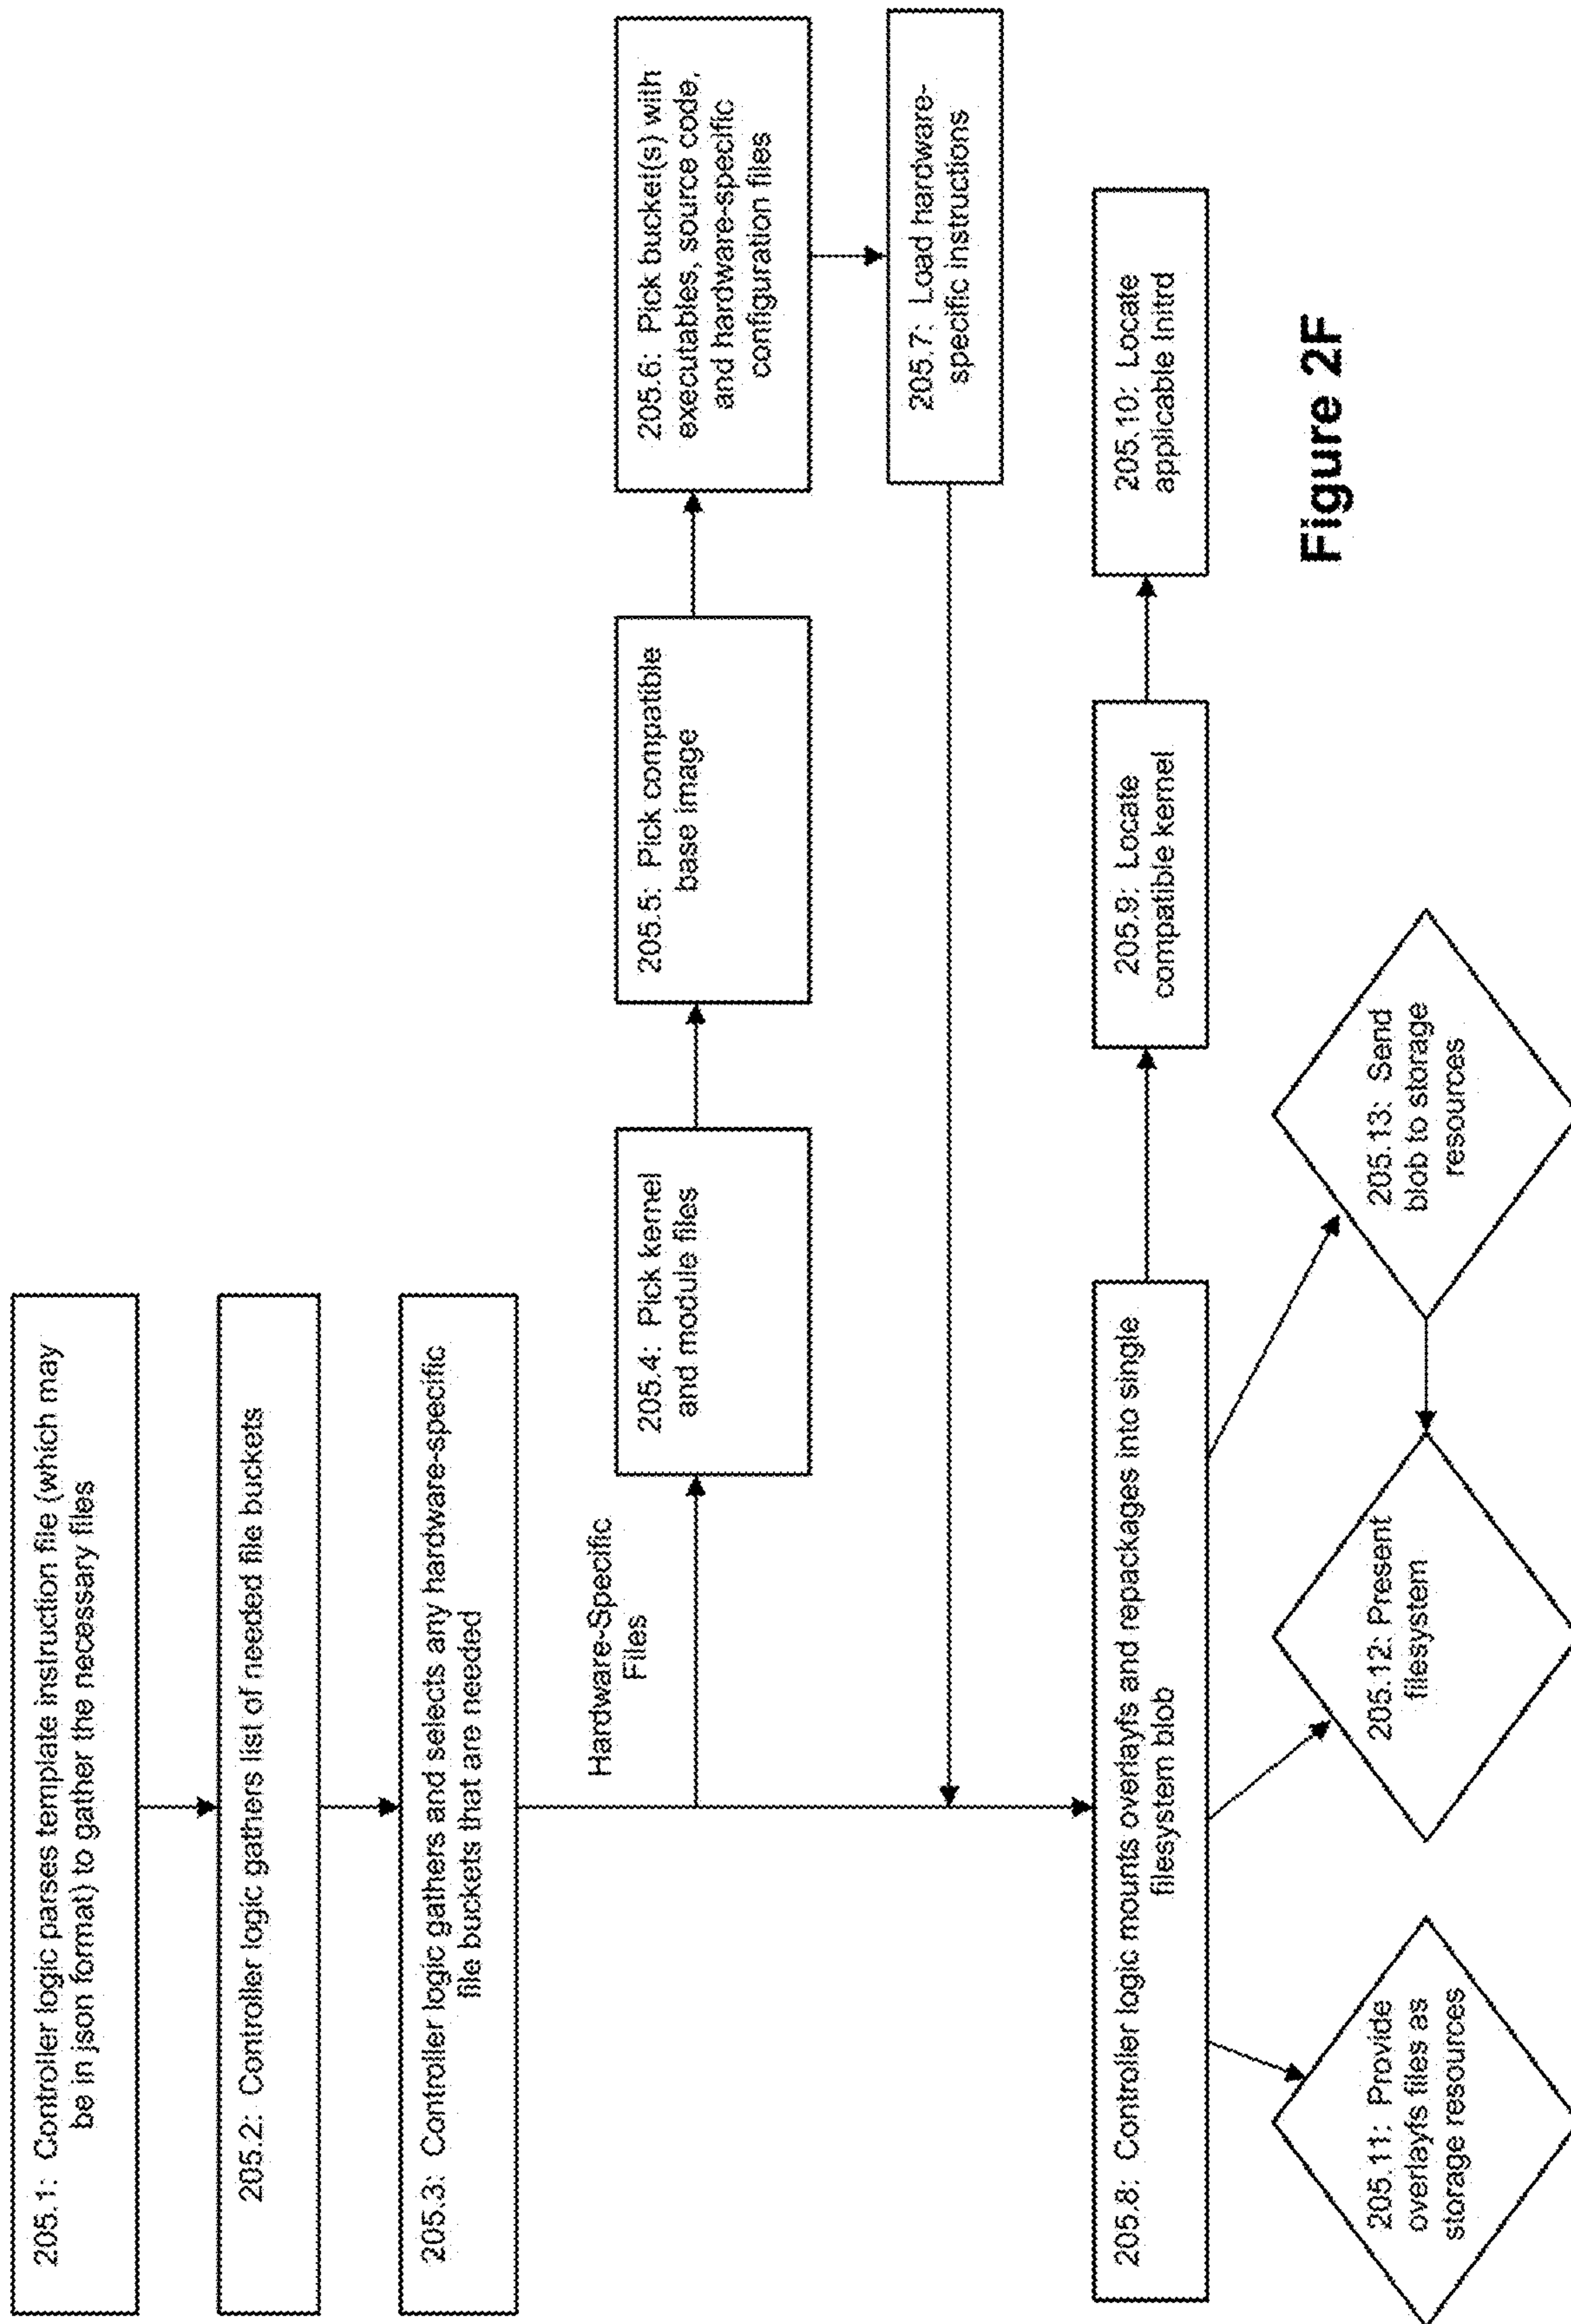 205.1: Controller logic parses template instruction file (which may
be in json format) to gather the necessary files
205.2: Controller logic gathers list of needed file buckets
205.3: Controller logic gathers and selects any hardware-specific
file buckets that are needed
Hardware-Specific
Files
205.4: Pick kernel
and module files
205.5: Pick compatible
base image
205.6: Pick bucket(s) with
executables, source code,
and hardware-specific
configuration files
205.7: Load hardware-
specific instructions
205.8: Controller logic mounts overlayfs and repackages into single
filesystem blob
205.9: Locate
compatible kernel
205.10: Locate
applicable Initrd
205.11: Provide
overlayfs files as
storage resources
205.12: Present
filesystem
205.13: Send
blob to storage
resources
Figure 2F